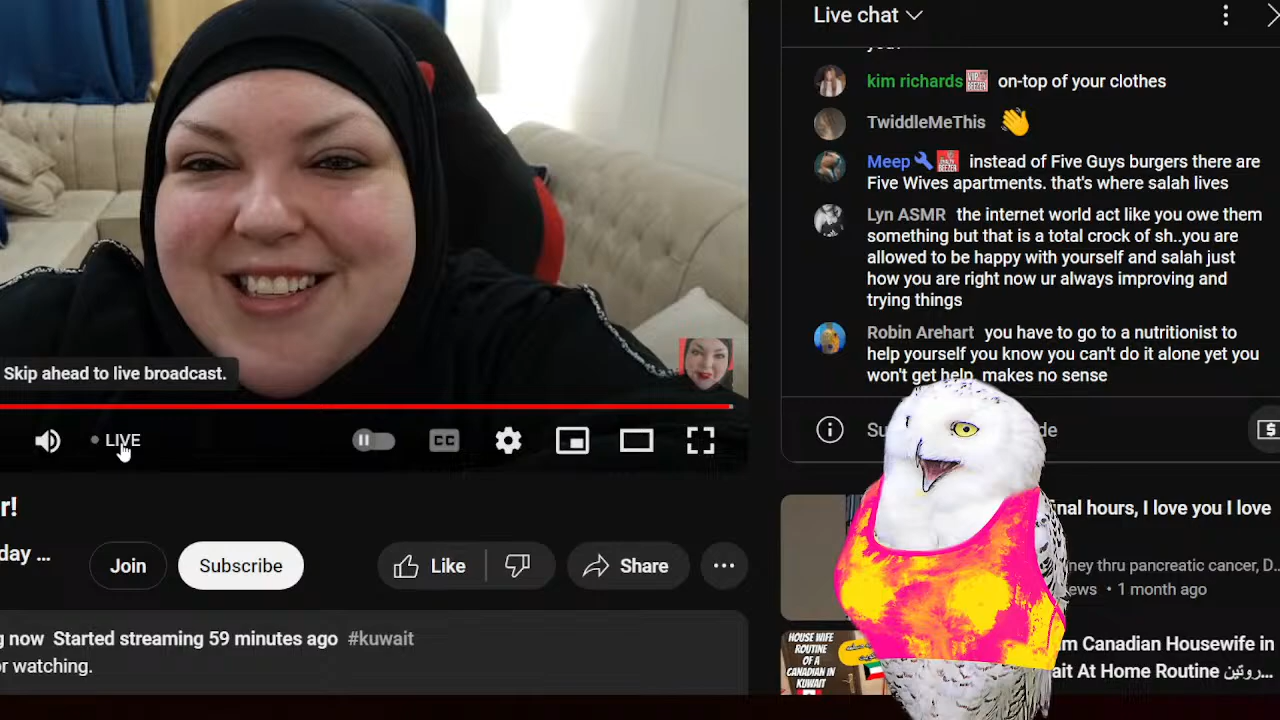 Live chat
you?
kim richards on-top of your clothes
TwiddleMeThis
Meep instead of Five Guys burgers there are
Five Wives apartments. that's where salah lives
Lyn ASMR the internet world act like you owe them
something but that is a total crock of sh..you are
allowed to be happy with yourself and salah just
how you are right now ur always improving and
trying things
Robin Arehart you have to go to a nutritionist to
help yourself you know you can't do it alone yet you
won't get help, makes no sense
Skip ahead to live broadcast.
LIVE
CC
Su
de
$
r!
day ...
Join
Subscribe
Like
Share
g now Started streaming 59 minutes ago #kuwait
or watching.
inal hours, I love you I love
ney thru pancreatic cancer, D..
ews • 1 month ago
HOUSE WIFE
ROUTINE
OF A
CANADIAN IN
KUWAIT
m Canadian Housewife in
ait At Home Routine روتين...